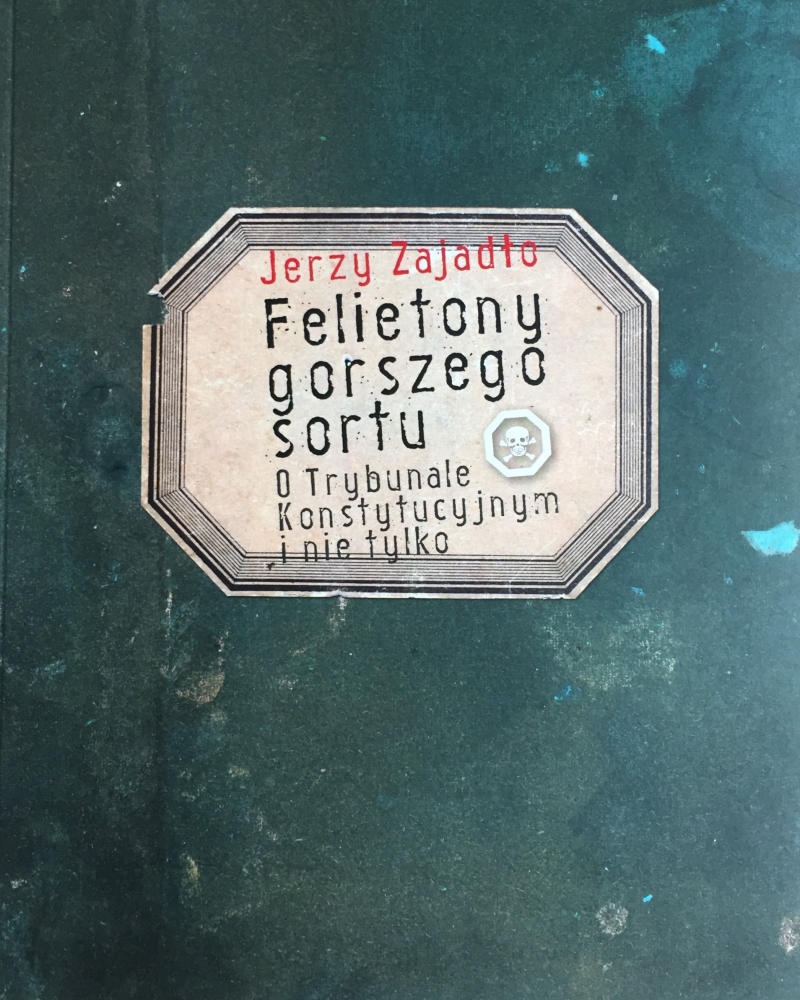 Jerzy Zajadło
Felietony
gorszego
sortu
O Trybunale
Konstytucyjnym
i nie tylko